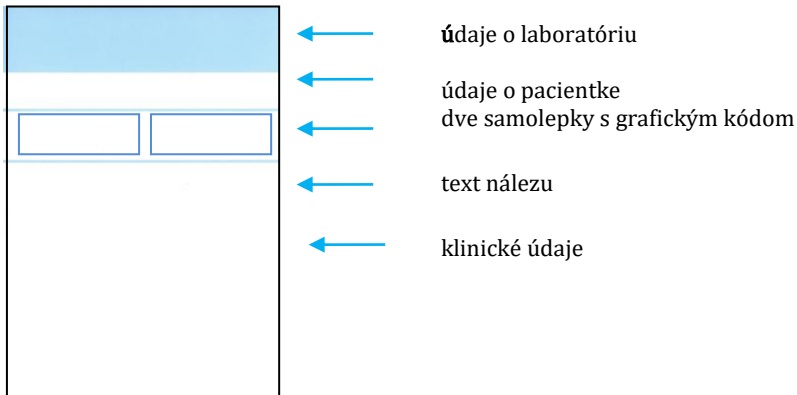 údaje o laboratóriu
údaje o pacientke
dve samolepky s grafickým kódom
text nálezu
klinické údaje